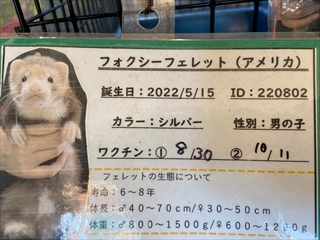 フォクシーフェレット（アメリカ）
誕生日：2022/5/15 ID：220802
カラー：シルバー 性別：男の子
ワクチン：① 8/30 ② 10/11
フェレットの生態について
寿命：6～8年
体長：♂40～70cm/♀30～50cm
体重：♂800～1500g/♀600～1200g